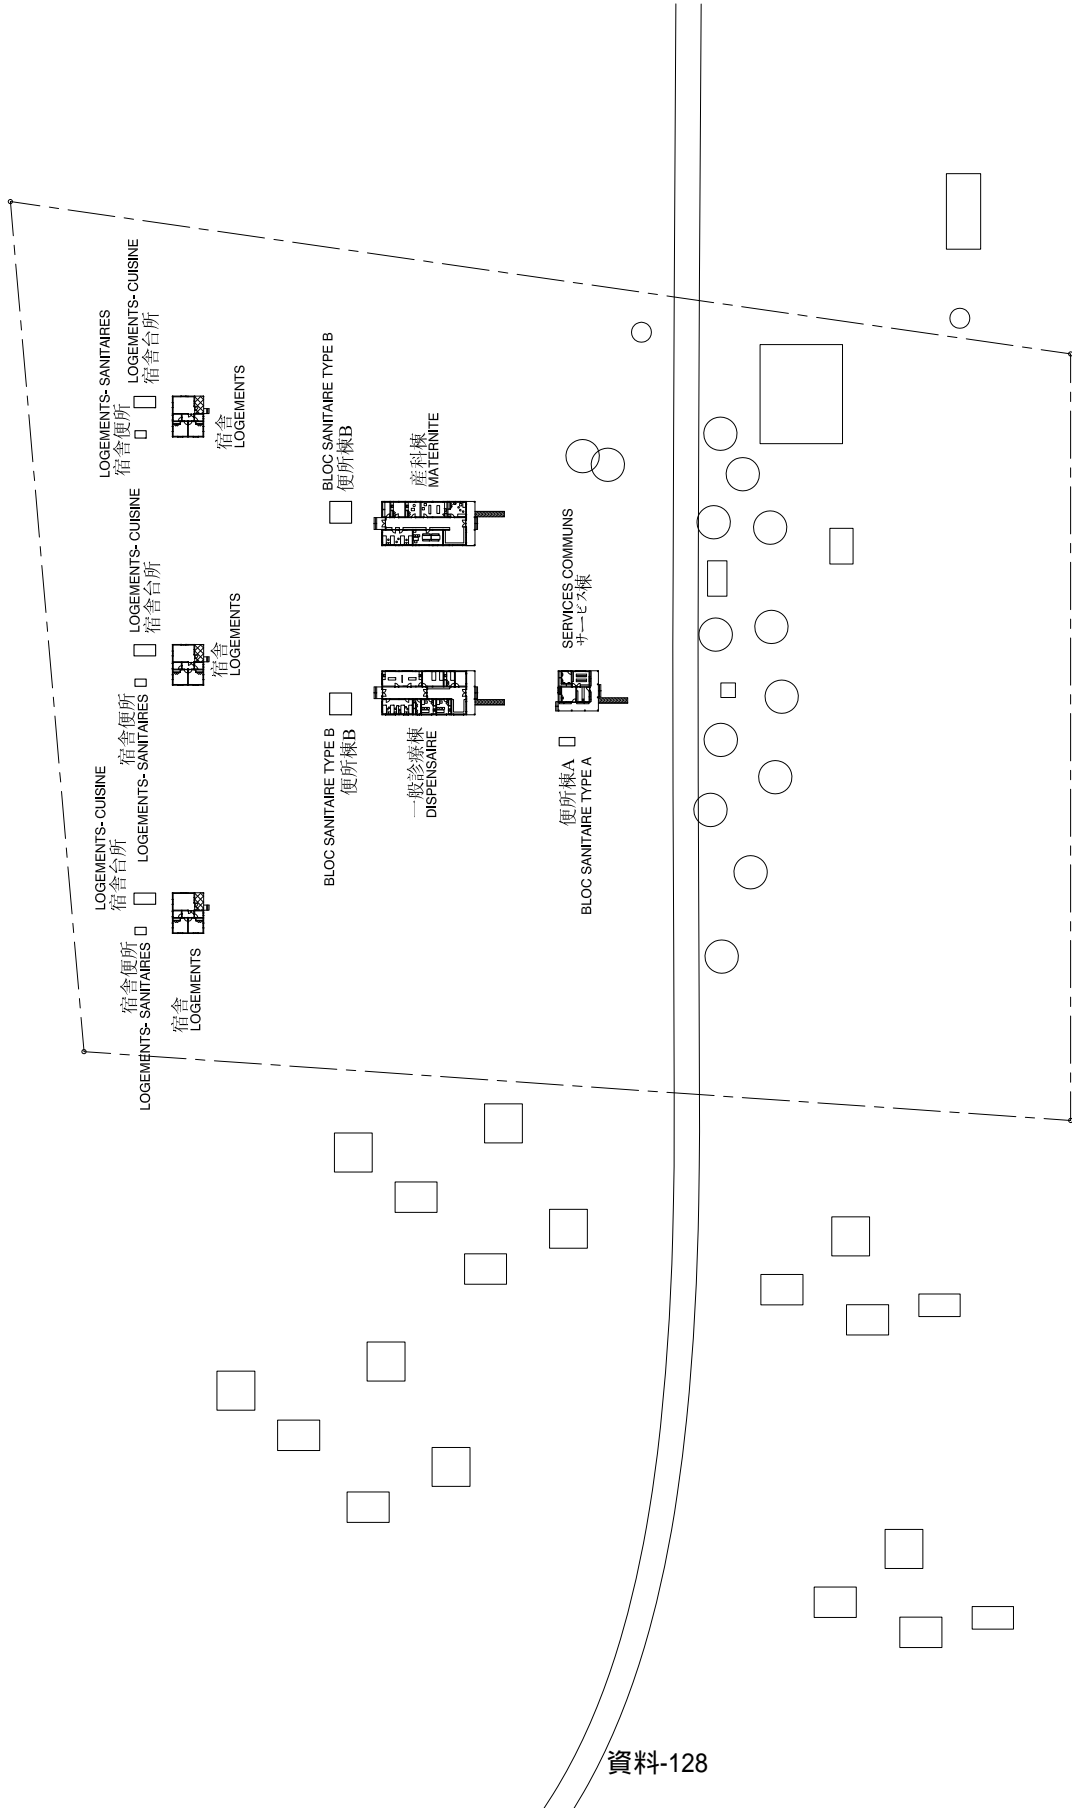 LOGEMENTS- SANITAIRES
宿舎便所
LOGEMENTS- CUISINE
宿舎台所
宿舎
LOGEMENTS
LOGEMENTS- CUISINE
宿舎台所
宿舎
LOGEMENTS
宿舎便所
LOGEMENTS- SANITAIRES
LOGEMENTS- CUISINE
宿舎台所
宿舎便所
LOGEMENTS- SANITAIRES
宿舎
LOGEMENTS
BLOC SANITAIRE TYPE B
便所棟B
産科棟
MATERNITE
BLOC SANITAIRE TYPE B
便所棟B
一般診療棟
DISPENSAIRE
SERVICES COMMUNS
サービス棟
便所棟A
BLOC SANITAIRE TYPE A
資料-128